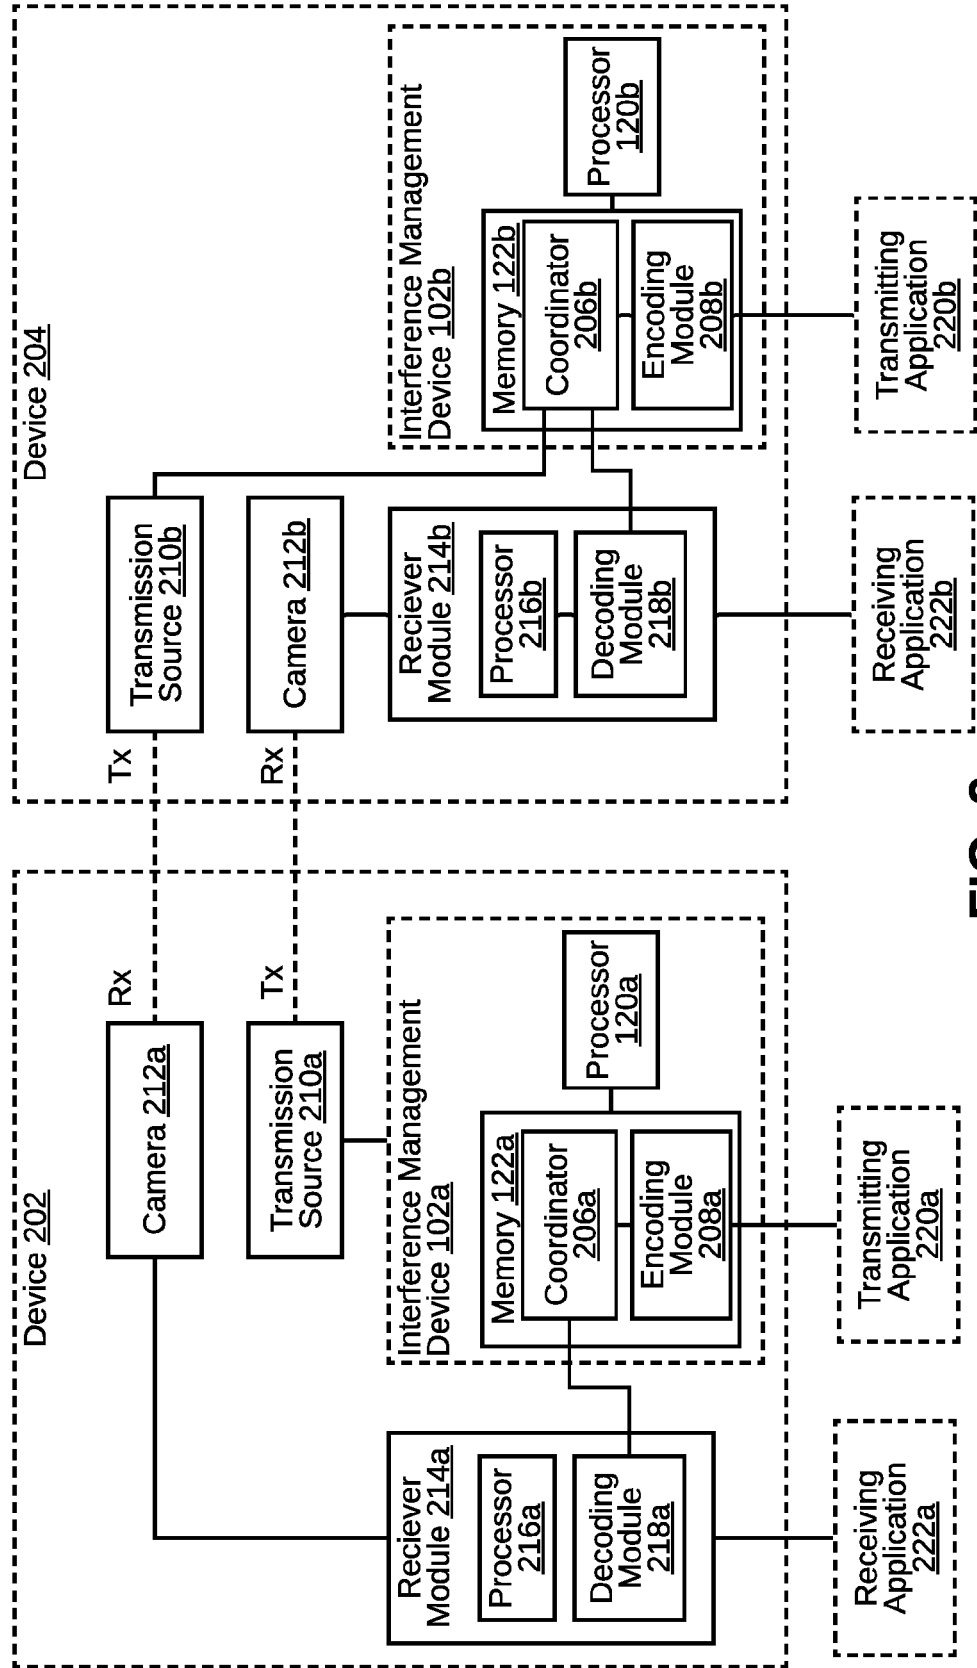 Device 202
Camera 212a
Rx
Transmission
Source 210a
Tx
Interference Management
Device 102a
Memory 122a
Coordinator
206a
Encoding
Module
208a
Processor
120a
Reciever
Module 214a
Processor
216a
Decoding
Module
218a
Receiving
Application
222a
Transmitting
Application
220a
Device 204
Tx
Transmission
Source 210b
Rx
Camera 212b
Reciever
Module 214b
Processor
216b
Decoding
Module
218b
Interference Management
Device 102b
Memory 122b
Coordinator
206b
Encoding
Module
208b
Processor
120b
Receiving
Application
222b
Transmitting
Application
220b
FIG.